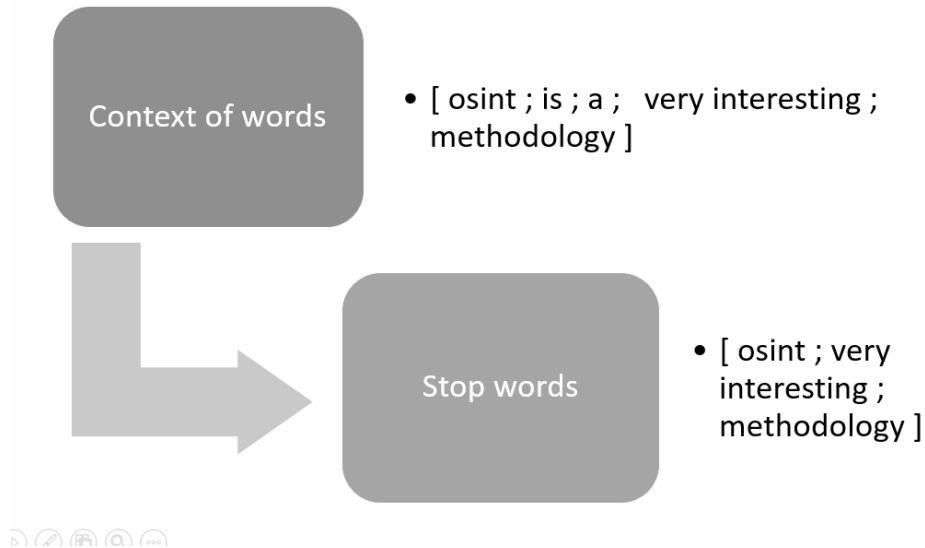 Context of words
• [ osint ; is ; a ; very interesting ;
methodology ]
Stop words
• [ osint ; very
interesting ;
methodology ]